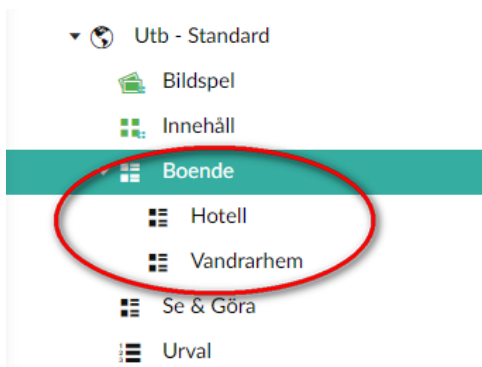 Utb - Standard
Bildspel
Innehåll
Boende
Hotell
Vandrarhem
Se & Göra
Urval